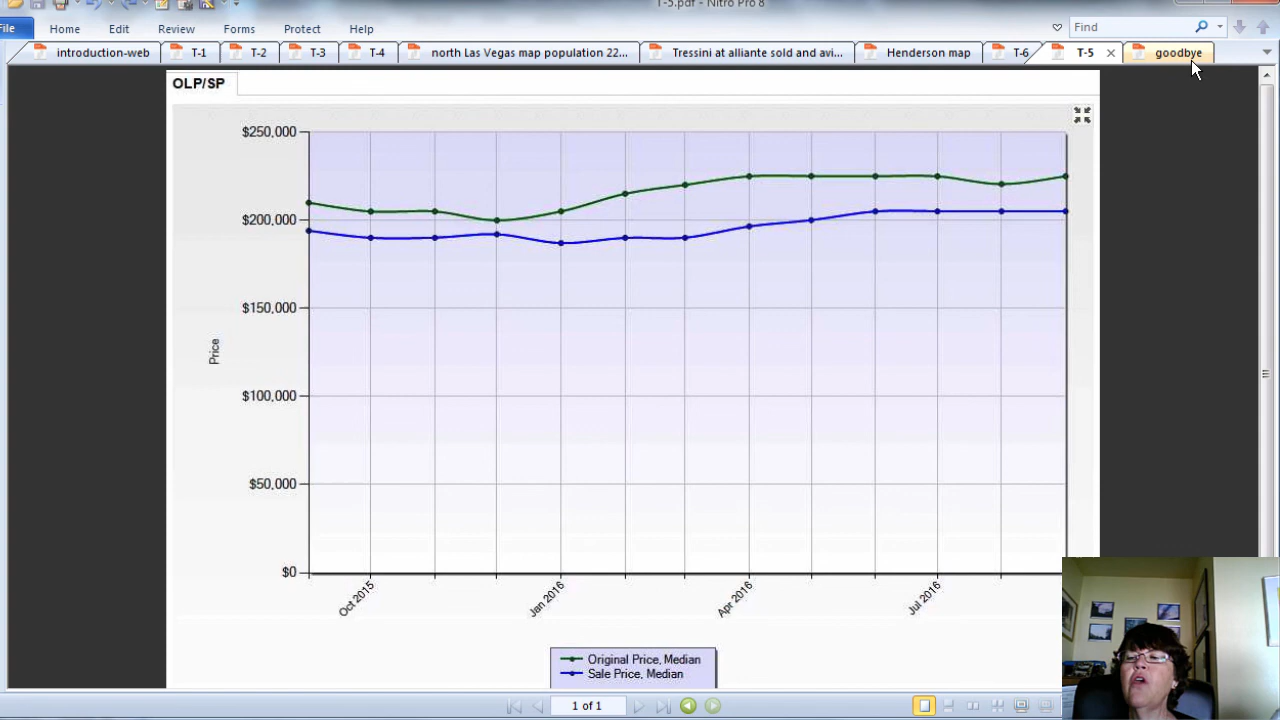 T-5.pdf - Nitro Pro 8
File Home Edit Review Forms Protect Help Find
introduction-web T-1 T-2 T-3 T-4 north Las Vegas map population 22... Tressini at alliante sold and avi... Henderson map T-6 T-5 goodbye
OLP/SP
$250,000
$200,000
$150,000
Price
$100,000
$50,000
$0
Oct 2015 Jan 2016 Apr 2016 Jul 2016
Original Price, Median
Sale Price, Median
1 of 1